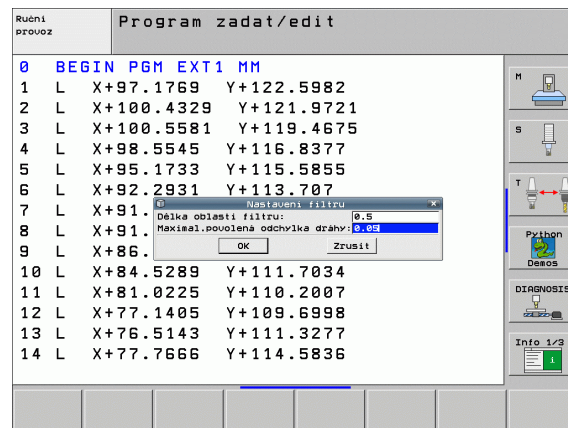 Ruční
provoz
Program zadat/edit
0 BEGIN PGM EXT1 MM
1 L X+97.1769 Y+122.5982
2 L X+100.4329 Y+121.9721
3 L X+100.5581 Y+119.4675
4 L X+98.5545 Y+116.8377
5 L X+95.1733 Y+115.5855
6 L X+92.2931 Y+113.707
7 L X+91.
8 L X+91.
9 L X+86.
Nastavení filtru
Délka oblasti filtru: 0.5
Maximal.povolená odchylka dráhy: 0.05
OK Zrusit
10 L X+84.5289 Y+111.7034
11 L X+81.0225 Y+110.2007
12 L X+77.1405 Y+109.6998
13 L X+76.5143 Y+111.3277
14 L X+77.7666 Y+114.5836
M
S
T
Python
Demos
DIAGNOSIS
Info 1/3
i